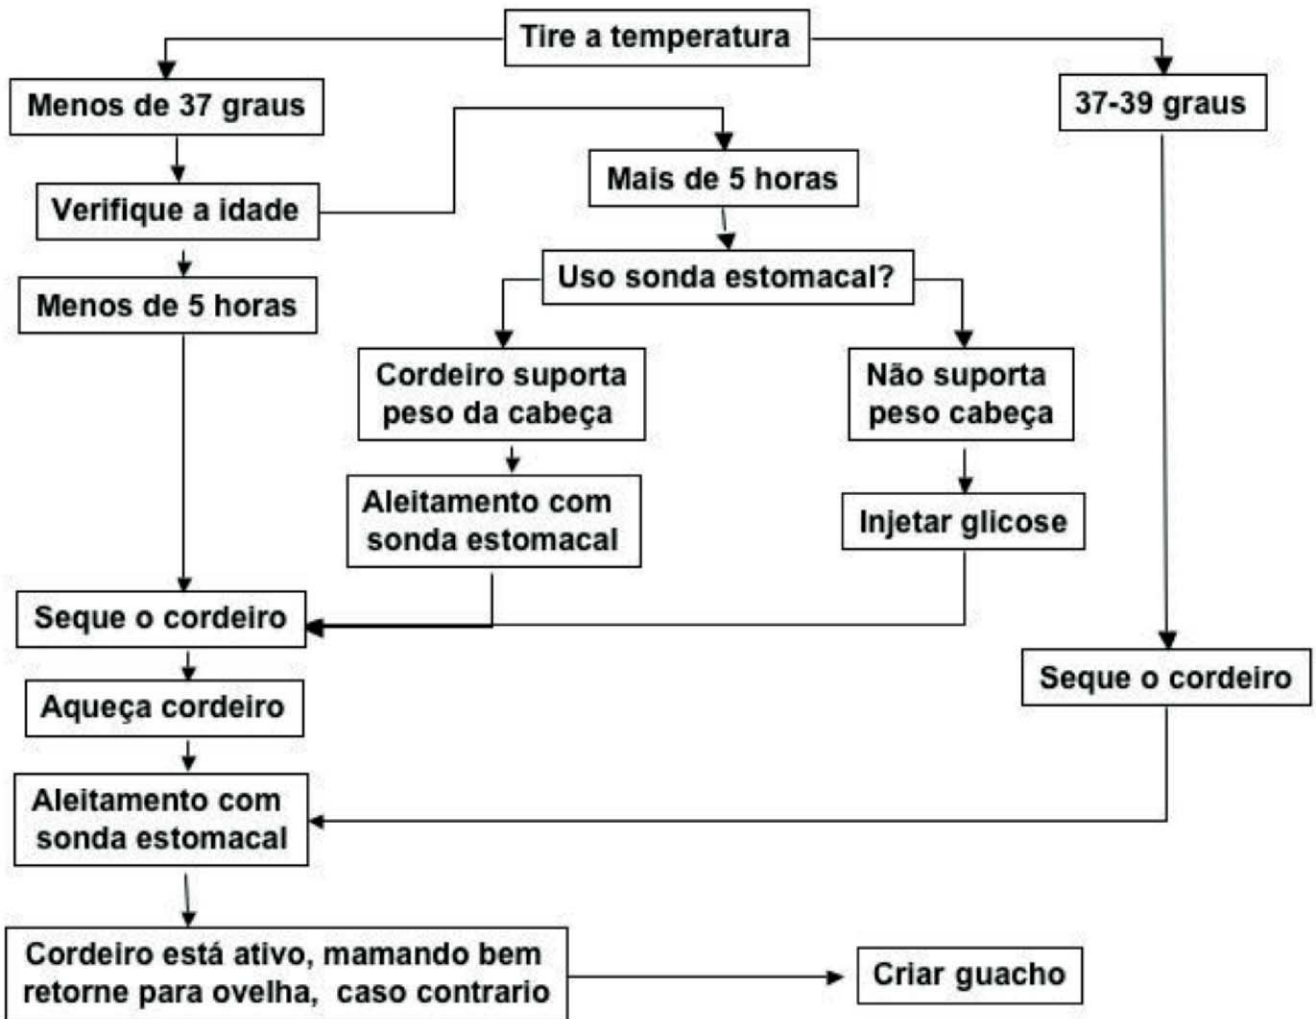 Tire a temperatura
Menos de 37 graus
37-39 graus
Mais de 5 horas
Verifique a idade
Uso sonda estomacal?
Menos de 5 horas
Cordeiro suporta
peso da cabeça
Não suporta
peso cabeça
Aleitamento com
sonda estomacal
Injetar glicose
Seque o cordeiro
Seque o cordeiro
Aqueça cordeiro
Aleitamento com
sonda estomacal
Cordeiro está ativo, mamando bem
retorne para ovelha, caso contrario
Criar guacho